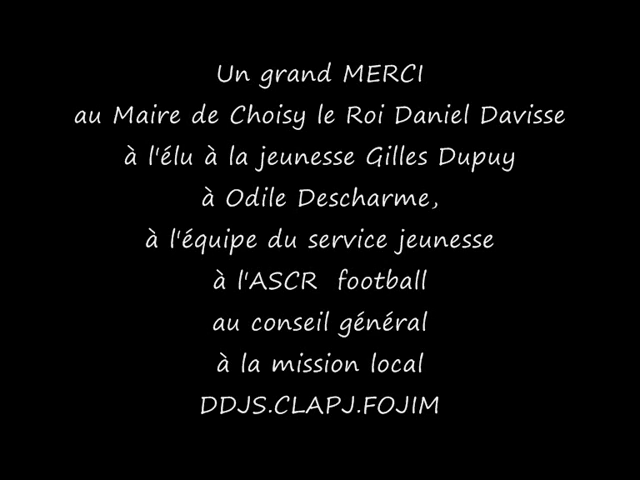 Un grand MERCI
au Maire de Choisy le Roi Daniel Davisse
à l'élu à la jeunesse Gilles Dupuy
à Odile Descharme,
à l'équipe du service jeunesse
à l'ASCR football
au conseil général
à la mission local
DDJS.CLAPJ.FOJIM